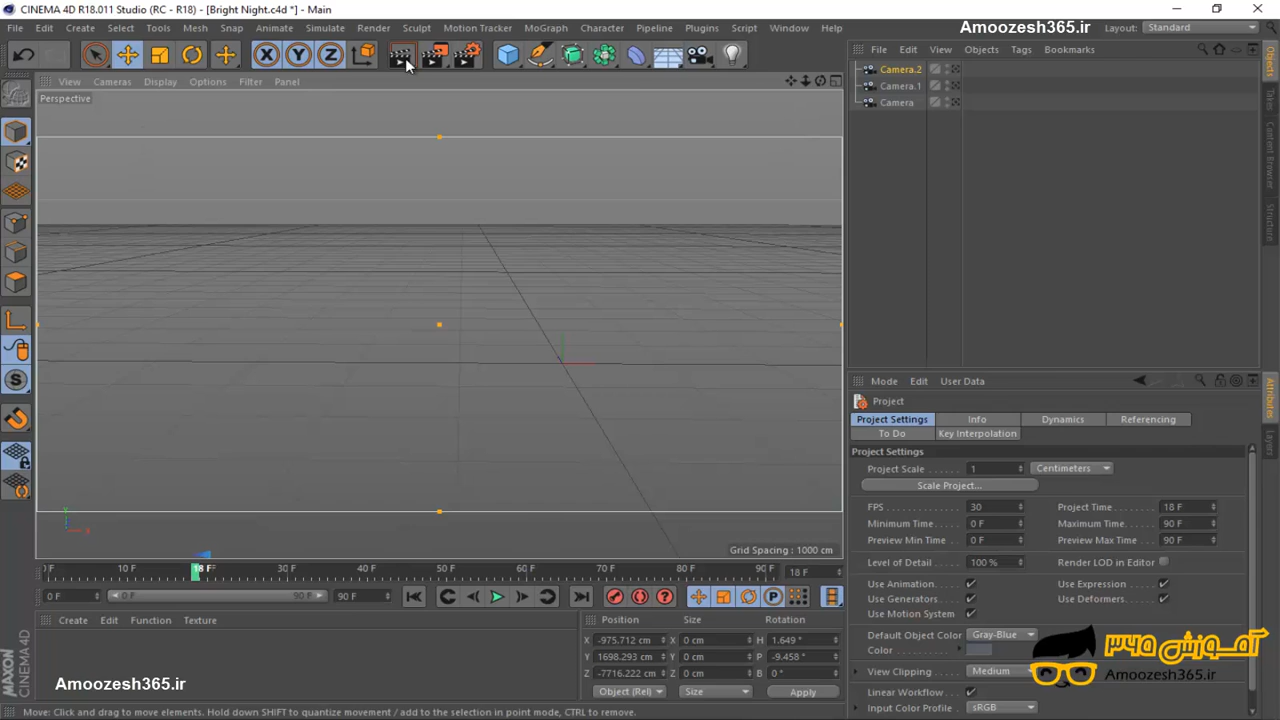 CINEMA 4D R18.011 Studio (RC - R18) - [Bright Night.c4d *] - Main
File Edit Create Select Tools Mesh Snap Animate Simulate Render Sculpt Motion Tracker MoGraph Character Pipeline Plugins Script Window
Amoozesh365.ir
Layout: Standard
X Y Z
File Edit View Objects Tags Bookmarks
View Cameras Display Options Filter Panel
Perspective
Camera.2
Camera.1
Camera
Objects
Takes
Content Browser
Structure
Mode Edit User Data
Project
Project Settings Info Dynamics Referencing
To Do Key Interpolation
Project Settings
Project Scale 1 Centimeters
Scale Project...
FPS 30 Project Time 18 F
Minimum Time 0 F Maximum Time 90 F
Preview Min Time 0 F Preview Max Time 90 F
Level of Detail 100 % Render LOD in Editor
Use Animation Use Expression
Use Generators Use Deformers
Use Motion System
Default Object Color Gray-Blue
Color
View Clipping Medium
Linear Workflow
Input Color Profile sRGB
Attributes
Layers
آموزش ۳۶۵
Amoozesh365.ir
Grid Spacing : 1000 cm
10 F 18 F 30 F 40 F 50 F 60 F 70 F 80 F 90 F 18 F
0 F 0 F 90 F 90 F
Create Edit Function Texture
Position Size Rotation
X -975.712 cm X 0 cm H 1.649 °
Y 1698.293 cm Y 0 cm P -9.458 °
Z -7716.222 cm Z 0 cm B 0 °
Object (Rel) Size Apply
MAXON CINEMA 4D
Amoozesh365.ir
Move: Click and drag to move elements. Hold down SHIFT to quantize movement / add to the selection in point mode, CTRL to remove.